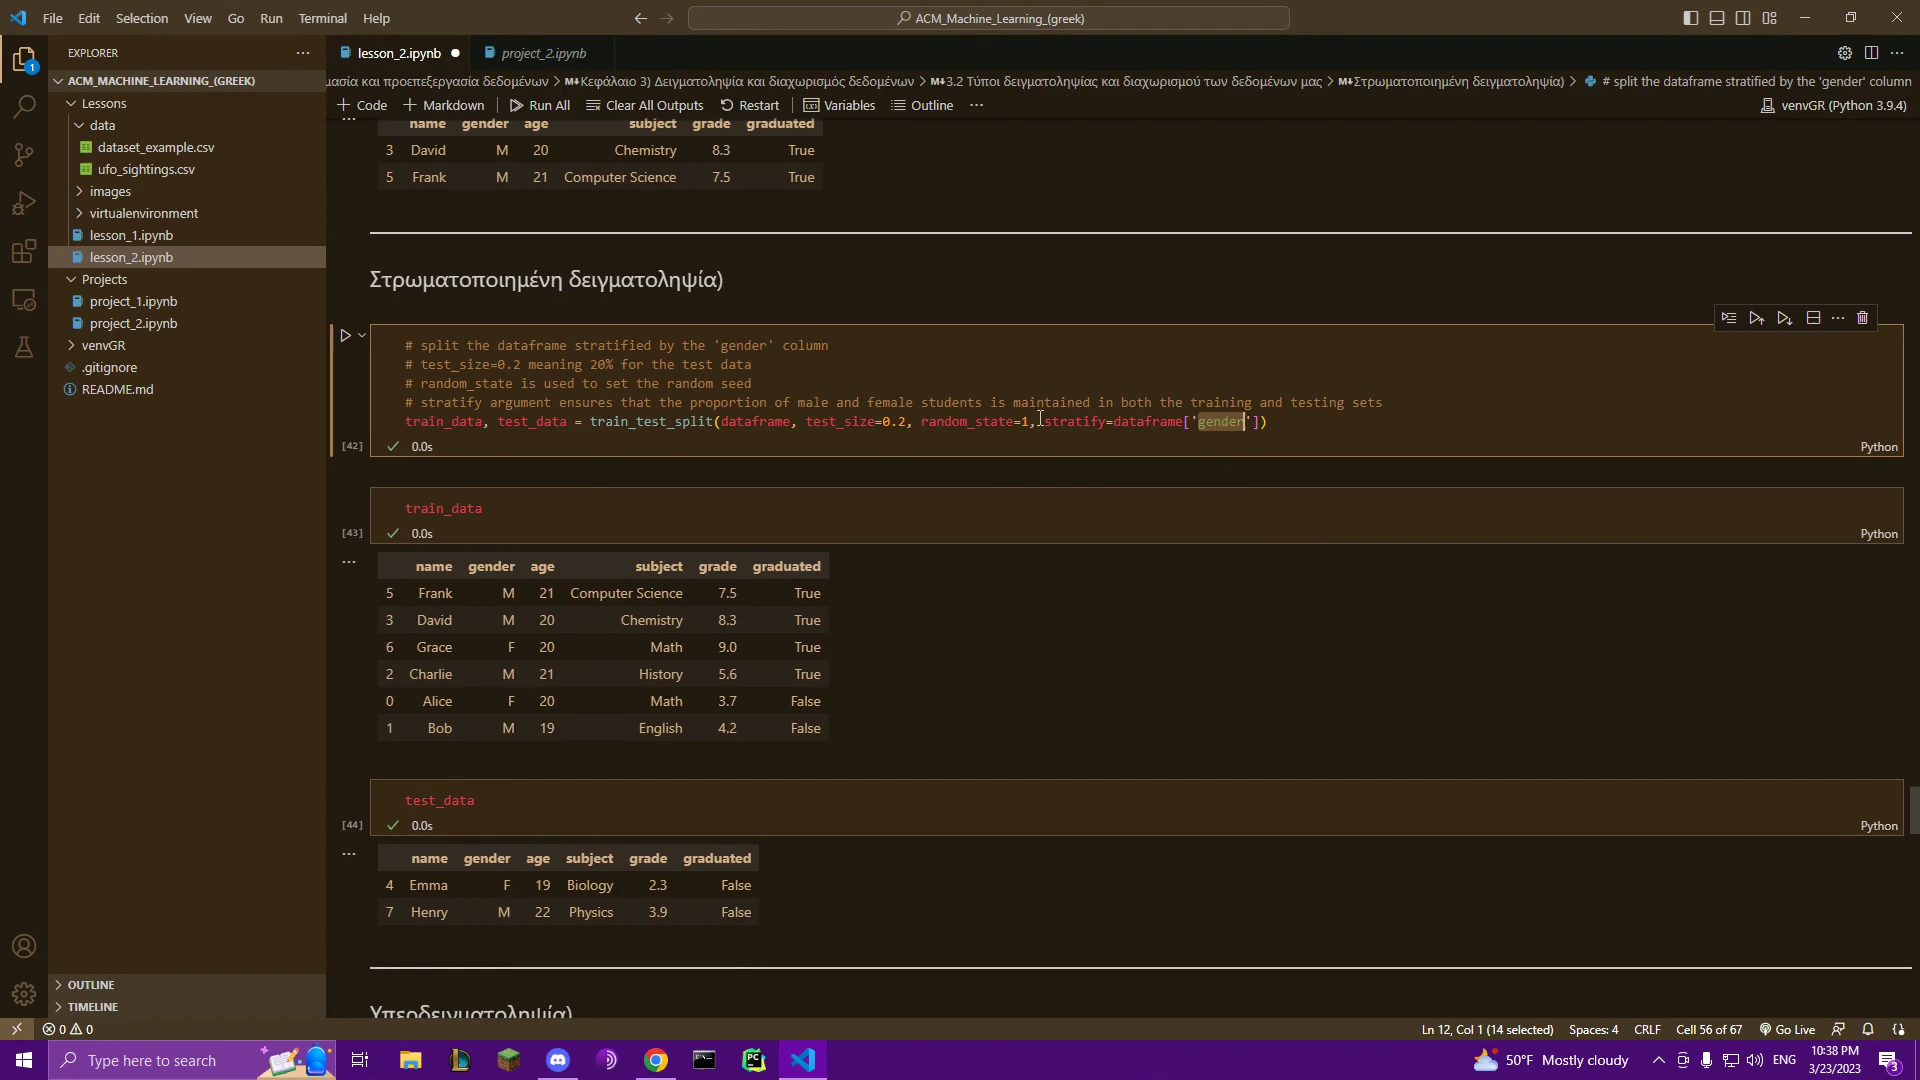 File Edit Selection View Go Run Terminal Help
ACM_Machine_Learning_(greek)
EXPLORER
lesson_2.ipynb project_2.ipynb
ACM_MACHINE_LEARNING_(GREEK)
μασία και προεπεξεργασία δεδομένων > Κεφάλαιο 3) Δειγματοληψία και διαχωρισμός δεδομένων > 3.2 Τύποι δειγματοληψίας και διαχωρισμού των δεδομένων μας > Στρωματοποιημένη δειγματοληψία) > # split the dataframe stratified by the 'gender' column
+ Code + Markdown Run All Clear All Outputs Restart Variables Outline ...
venvGR (Python 3.9.4)
Lessons
data
dataset_example.csv
ufo_sightings.csv
images
virtualenvironment
lesson_1.ipynb
lesson_2.ipynb
Projects
project_1.ipynb
project_2.ipynb
venvGR
.gitignore
README.md
OUTLINE
TIMELINE
name gender age subject grade graduated
3 David M 20 Chemistry 8.3 True
5 Frank M 21 Computer Science 7.5 True
Στρωματοποιημένη δειγματοληψία)
# split the dataframe stratified by the 'gender' column
# test_size=0.2 meaning 20% for the test data
# random_state is used to set the random seed
# stratify argument ensures that the proportion of male and female students is maintained in both the training and testing sets
train_data, test_data = train_test_split(dataframe, test_size=0.2, random_state=1, stratify=dataframe['gender'])
[42] 0.0s Python
train_data
[43] 0.0s Python
name gender age subject grade graduated
5 Frank M 21 Computer Science 7.5 True
3 David M 20 Chemistry 8.3 True
6 Grace F 20 Math 9.0 True
2 Charlie M 21 History 5.6 True
0 Alice F 20 Math 3.7 False
1 Bob M 19 English 4.2 False
test_data
[44] 0.0s Python
name gender age subject grade graduated
4 Emma F 19 Biology 2.3 False
7 Henry M 22 Physics 3.9 False
Υπερδειγματοληψία)
0 0
Ln 12, Col 1 (14 selected) Spaces: 4 CRLF Cell 56 of 67 Go Live
Type here to search
50°F Mostly cloudy
ENG
10:38 PM
3/23/2023
3